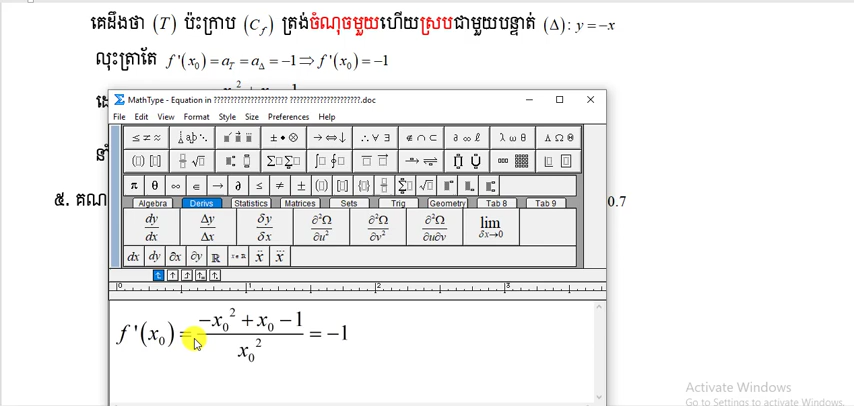 គេដឹងថា (T) ប៉ះក្រាប (C_f) ត្រង់ចំណុចមួយហើយស្របជាមួយបន្ទាត់ (Δ): y = -x
លុះត្រាតែ f'(x₀) = a_T = a_Δ = -1 ⇒ f'(x₀) = -1
MathType - Equation in ?????????????????????? ?????????????????????.doc
File Edit View Format Style Size Preferences Help
Algebra Derivs Statistics Matrices Sets Trig Geometry Tab 8 Tab 9
dy/dx Δy/Δx δy/δx ∂²Ω/∂u² ∂²Ω/∂v² ∂²Ω/∂u∂v lim δx→0
dx dy ∂x ∂y ℝ
៥. គណ 0.7
0 1 2 3
f'(x₀) = (-x₀² + x₀ - 1)/x₀² = -1
Activate Windows
Go to Settings to activate Windows.